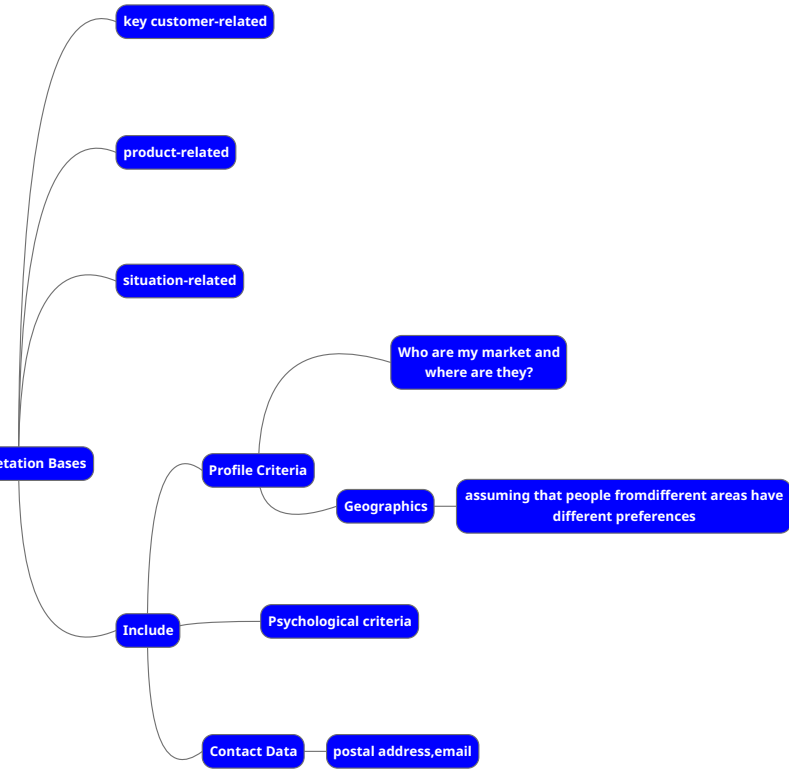 key customer-related
product-related
situation-related
Who are my market and
where are they?
etation Bases
Profile Criteria
assuming that people fromdifferent areas have
different preferences
Geographics
Psychological criteria
Include
Contact Data
postal address,email